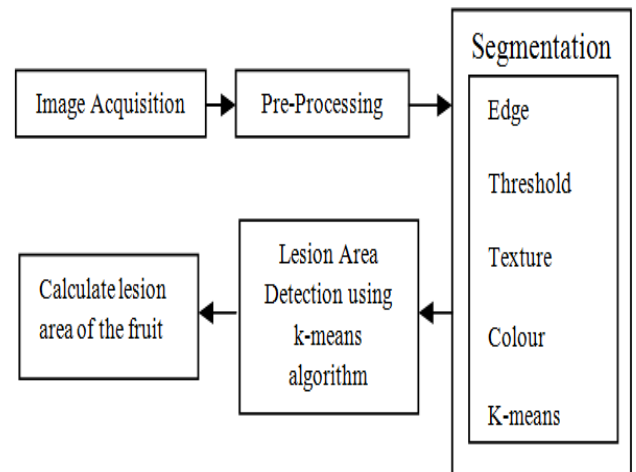 Image Acquisition
Pre-Processing
Segmentation
Edge
Threshold
Texture
Colour
K-means
Lesion Area
Detection using
k-means
algorithm
Calculate lesion
area of the fruit